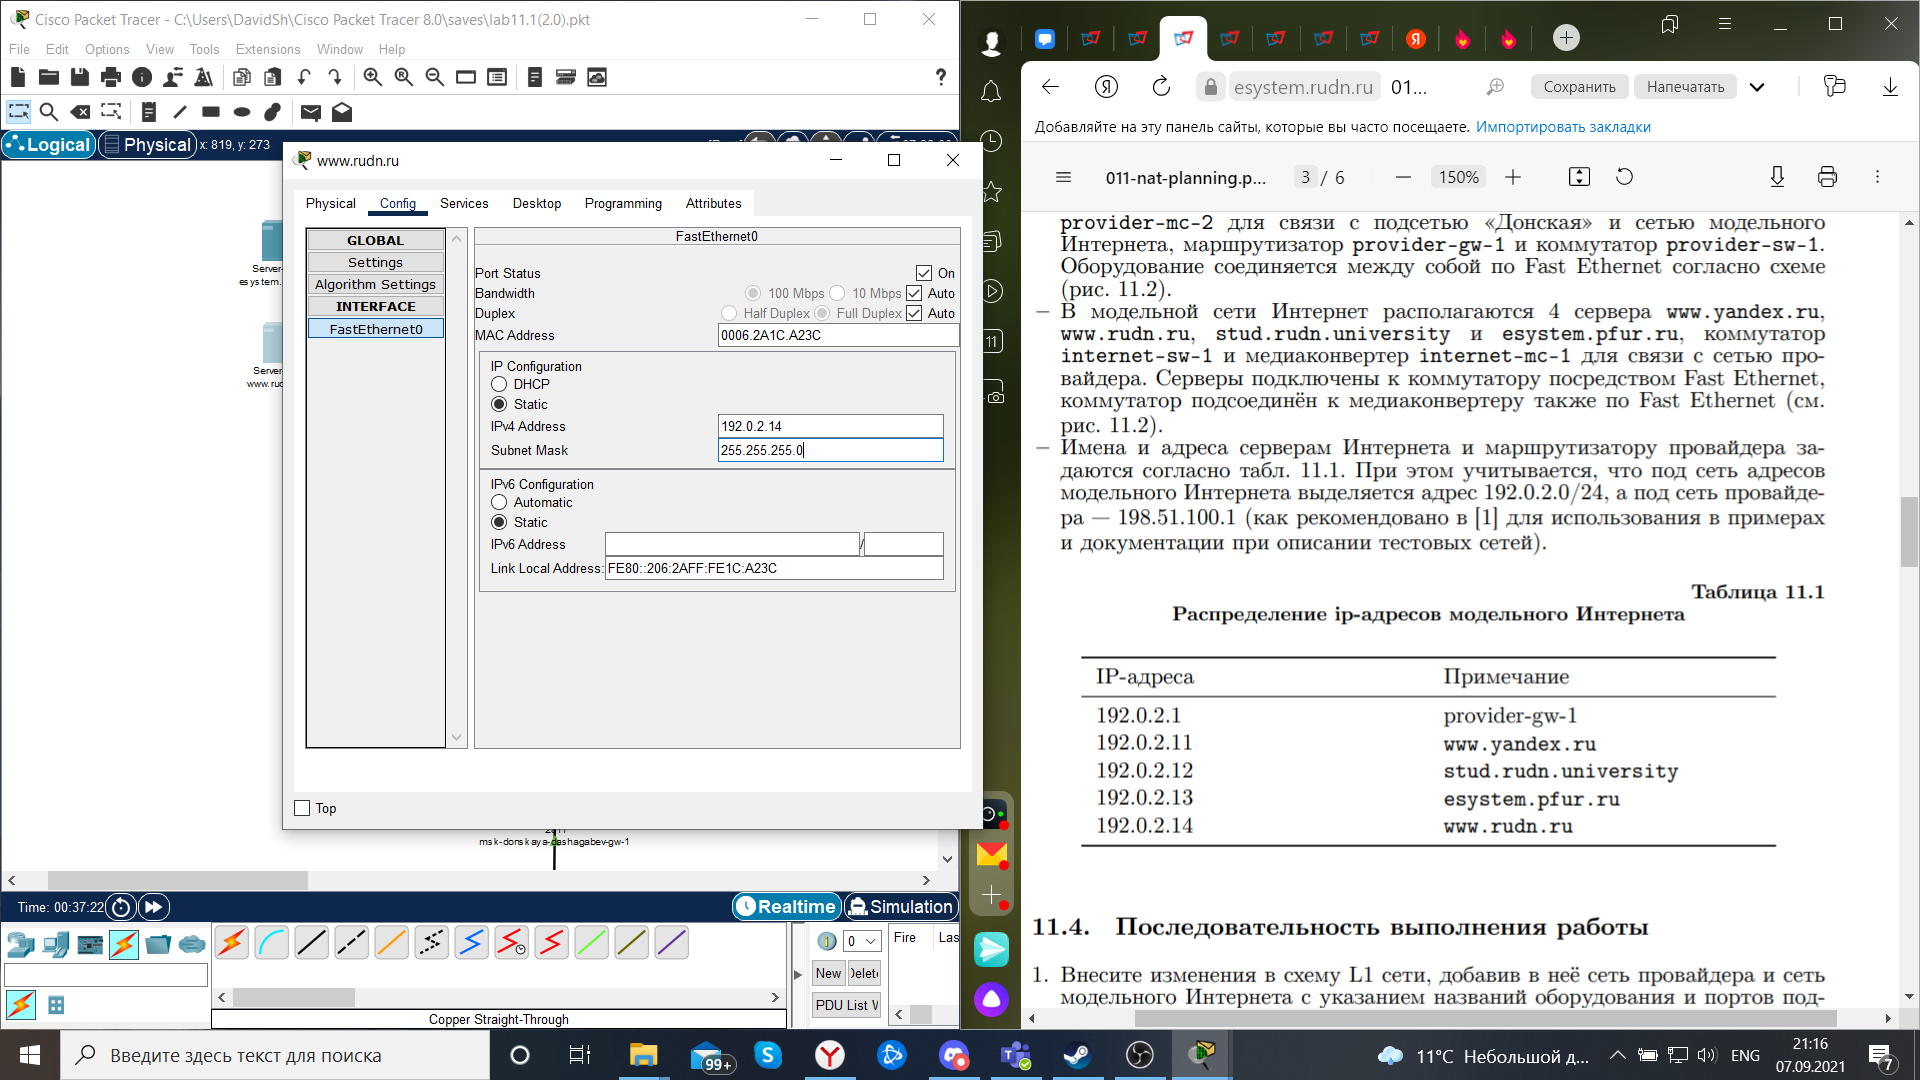 Cisco Packet Tracer - C:\Users\DavidSh\Cisco Packet Tracer 8.0\saves\lab11.1(2.0).pkt
File Edit Options View Tools Extensions Window Help
?
Logical Physical x: 819, y: 273
www.rudn.ru
Physical Config Services Desktop Programming Attributes
GLOBAL
Settings
Algorithm Settings
INTERFACE
FastEthernet0
FastEthernet0
Port Status On
Bandwidth 100 Mbps 10 Mbps Auto
Duplex Half Duplex Full Duplex Auto
MAC Address 0006.2A1C.A23C
IP Configuration
DHCP
Static
IPv4 Address 192.0.2.14
Subnet Mask 255.255.255.0
IPv6 Configuration
Automatic
Static
IPv6 Address /
Link Local Address: FE80::206:2AFF:FE1C:A23C
Top
Server-
esystem.
Server
www.rud
msk-donskaya-dashagabev-gw-1
Time: 00:37:22 Realtime Simulation
0 Fire Las
New Delet
PDU List W
Copper Straight-Through
Я esystem.rudn.ru 01... Сохранить Напечатать
Добавляйте на эту панель сайты, которые вы часто посещаете. Импортировать закладки
011-nat-planning.p... 3 / 6 150%
11
provider-mc-2 для связи с подсетью «Донская» и сетью модельного
Интернета, маршрутизатор provider-gw-1 и коммутатор provider-sw-1.
Оборудование соединяется между собой по Fast Ethernet согласно схеме
(рис. 11.2).
– В модельной сети Интернет располагаются 4 сервера www.yandex.ru,
www.rudn.ru, stud.rudn.university и esystem.pfur.ru, коммутатор
internet-sw-1 и медиаконвертер internet-mc-1 для связи с сетью про-
вайдера. Серверы подключены к коммутатору посредством Fast Ethernet,
коммутатор подсоединён к медиаконвертеру также по Fast Ethernet (см.
рис. 11.2).
– Имена и адреса серверам Интернета и маршрутизатору провайдера за-
даются согласно табл. 11.1. При этом учитывается, что под сеть адресов
модельного Интернета выделяется адрес 192.0.2.0/24, а под сеть провайде-
ра — 198.51.100.1 (как рекомендовано в [1] для использования в примерах
и документации при описании тестовых сетей).
Таблица 11.1
Распределение ip-адресов модельного Интернета
IP-адреса Примечание
192.0.2.1 provider-gw-1
192.0.2.11 www.yandex.ru
192.0.2.12 stud.rudn.university
192.0.2.13 esystem.pfur.ru
192.0.2.14 www.rudn.ru
11.4. Последовательность выполнения работы
1. Внесите изменения в схему L1 сети, добавив в неё сеть провайдера и сеть
модельного Интернета с указанием названий оборудования и портов под-
Введите здесь текст для поиска 99+ 11°C Небольшой д... ENG 21:16
07.09.2021 7